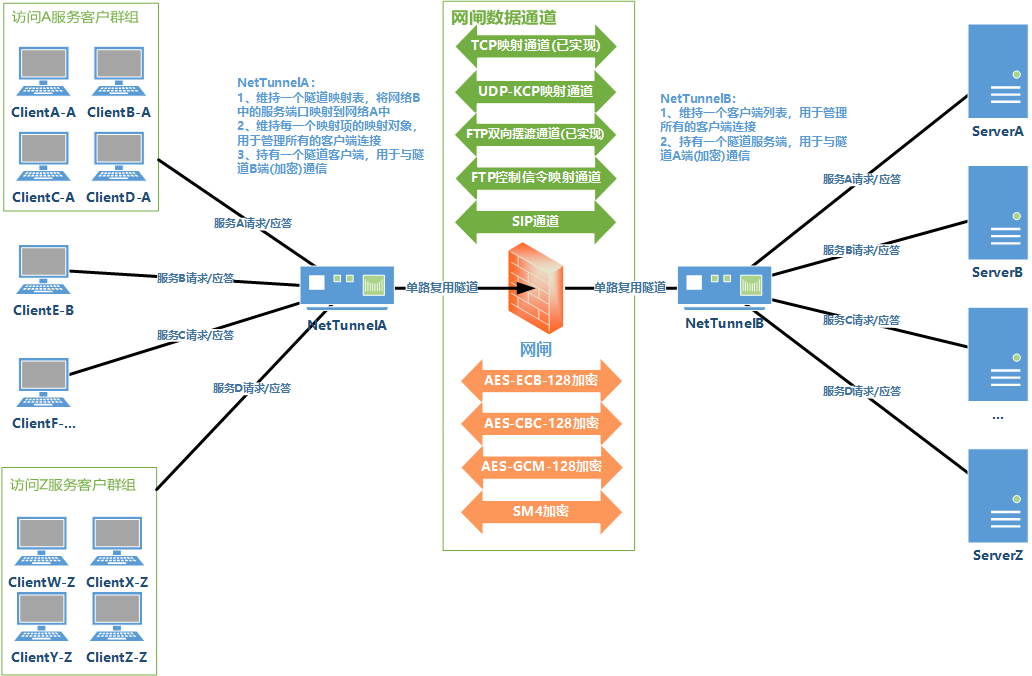 访问A服务客户群组
ClientA-A
ClientB-A
ClientC-A
ClientD-A
ClientE-B
ClientF-...
访问Z服务客户群组
ClientW-Z
ClientX-Z
ClientY-Z
ClientZ-Z
NetTunnelA：
1、维持一个隧道映射表，将网络B
中的服务端口映射到网络A中
2、维持每一个映射项的映射对象，
用于管理所有的客户端连接
3、持有一个隧道客户端，用于与隧
道B端(加密)通信
服务A请求/应答
服务B请求/应答
服务C请求/应答
服务D请求/应答
NetTunnelA
单路复用隧道
网闸数据通道
TCP映射通道(已实现)
UDP-KCP映射通道
FTP双向摆渡通道(已实现)
FTP控制信令映射通道
SIP通道
网闸
AES-ECB-128加密
AES-CBC-128加密
AES-GCM-128加密
SM4加密
单路复用隧道
NetTunnelB：
1、维持一个客户端列表，用于管理
所有的客户端连接
2、持有一个隧道服务端，用于与隧
道A端(加密)通信
NetTunnelB
服务A请求/应答
服务B请求/应答
服务C请求/应答
服务D请求/应答
ServerA
ServerB
...
ServerZ